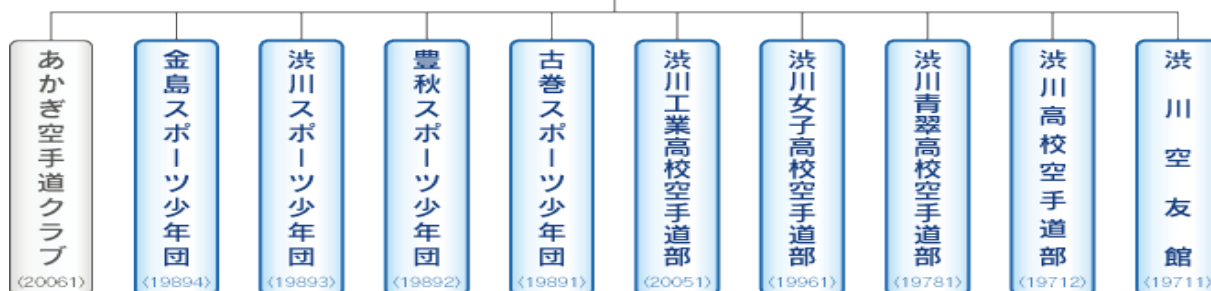 あかぎ空手道クラブ
〈20061〉
金島スポーツ少年団
〈19894〉
渋川スポーツ少年団
〈19893〉
豊秋スポーツ少年団
〈19892〉
古巻スポーツ少年団
〈19891〉
渋川工業高校空手道部
〈20051〉
渋川女子高校空手道部
〈19961〉
渋川青翠高校空手道部
〈19781〉
渋川高校空手道部
〈19712〉
渋川空友館
〈19711〉